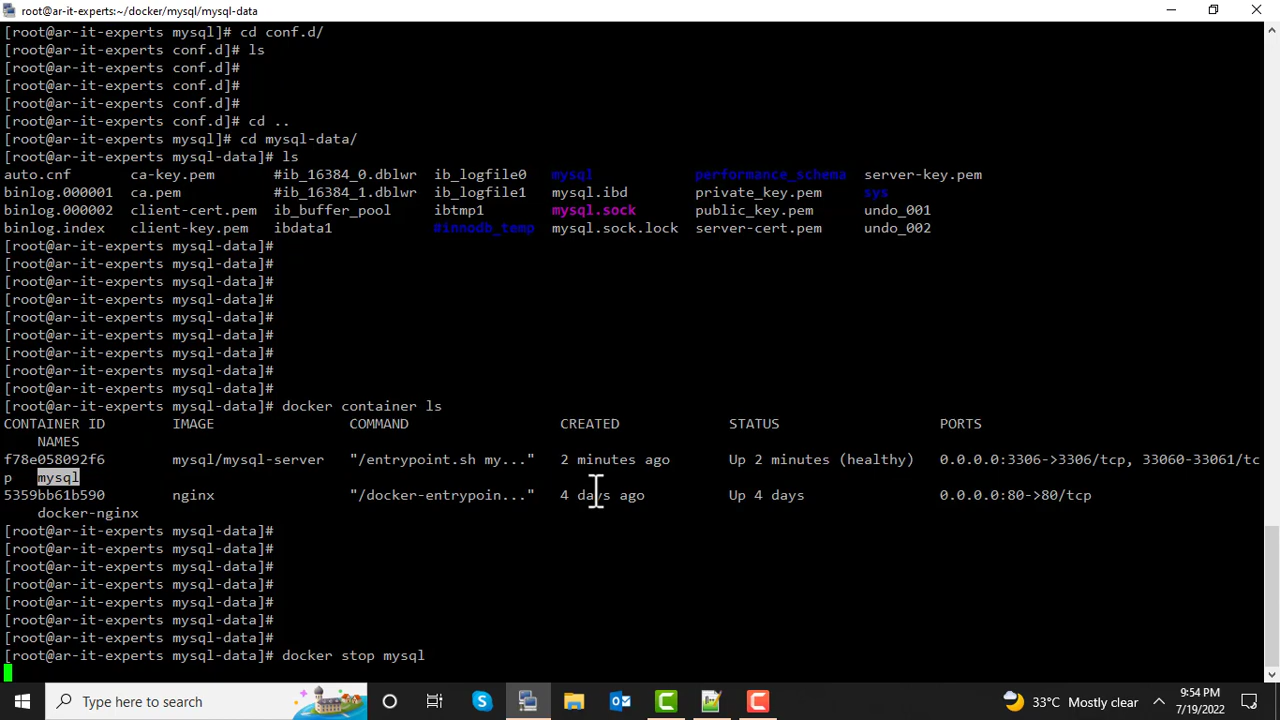 root@ar-it-experts:~/docker/mysql/mysql-data
[root@ar-it-experts mysql]# cd conf.d/
[root@ar-it-experts conf.d]# ls
[root@ar-it-experts conf.d]#
[root@ar-it-experts conf.d]#
[root@ar-it-experts conf.d]#
[root@ar-it-experts conf.d]# cd ..
[root@ar-it-experts mysql]# cd mysql-data/
[root@ar-it-experts mysql-data]# ls
auto.cnf ca-key.pem #ib_16384_0.dblwr ib_logfile0 mysql performance_schema server-key.pem
binlog.000001 ca.pem #ib_16384_1.dblwr ib_logfile1 mysql.ibd private_key.pem sys
binlog.000002 client-cert.pem ib_buffer_pool ibtmp1 mysql.sock public_key.pem undo_001
binlog.index client-key.pem ibdata1 #innodb_temp mysql.sock.lock server-cert.pem undo_002
[root@ar-it-experts mysql-data]#
[root@ar-it-experts mysql-data]#
[root@ar-it-experts mysql-data]#
[root@ar-it-experts mysql-data]#
[root@ar-it-experts mysql-data]#
[root@ar-it-experts mysql-data]#
[root@ar-it-experts mysql-data]#
[root@ar-it-experts mysql-data]#
[root@ar-it-experts mysql-data]#
[root@ar-it-experts mysql-data]# docker container ls
CONTAINER ID IMAGE COMMAND CREATED STATUS PORTS
NAMES
f78e058092f6 mysql/mysql-server "/entrypoint.sh my..." 2 minutes ago Up 2 minutes (healthy) 0.0.0.0:3306->3306/tcp, 33060-33061/tc
p mysql
5359bb61b590 nginx "/docker-entrypoin..." 4 days ago Up 4 days 0.0.0.0:80->80/tcp
docker-nginx
[root@ar-it-experts mysql-data]#
[root@ar-it-experts mysql-data]#
[root@ar-it-experts mysql-data]#
[root@ar-it-experts mysql-data]#
[root@ar-it-experts mysql-data]#
[root@ar-it-experts mysql-data]#
[root@ar-it-experts mysql-data]#
[root@ar-it-experts mysql-data]# docker stop mysql
Type here to search
33°C Mostly clear
9:54 PM
7/19/2022